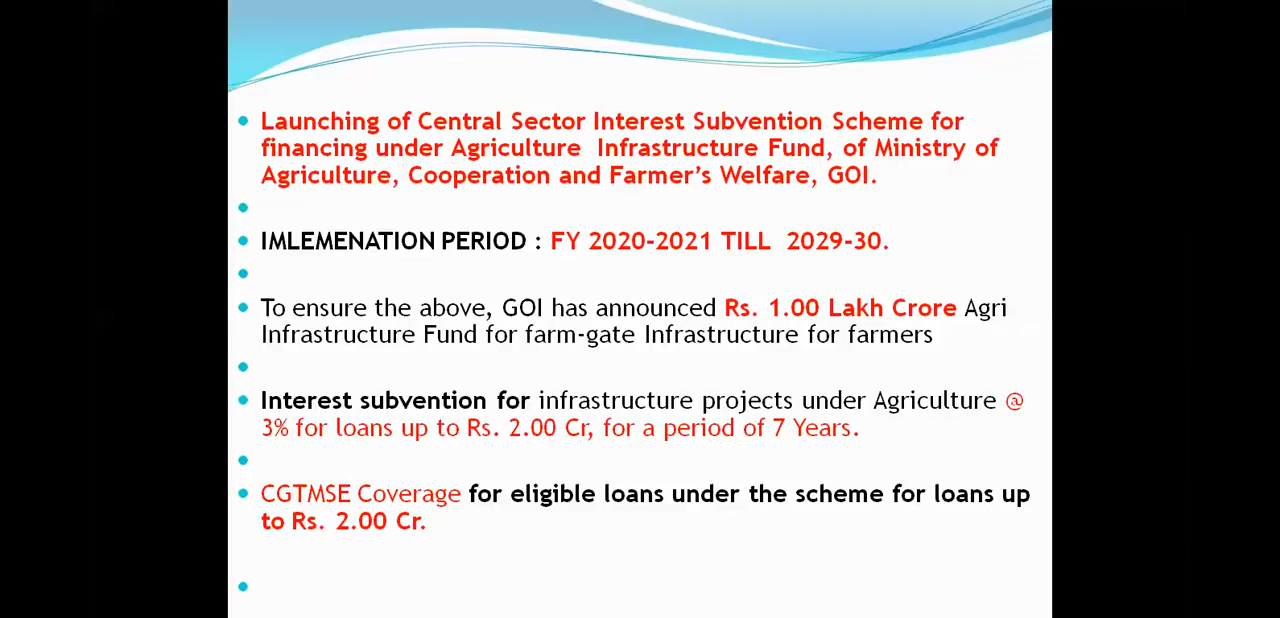 Launching of Central Sector Interest Subvention Scheme for
financing under Agriculture Infrastructure Fund, of Ministry of
Agriculture, Cooperation and Farmer’s Welfare, GOI.
IMLEMENATION PERIOD : FY 2020-2021 TILL 2029-30.
To ensure the above, GOI has announced Rs. 1.00 Lakh Crore Agri
Infrastructure Fund for farm-gate Infrastructure for farmers
Interest subvention for infrastructure projects under Agriculture @
3% for loans up to Rs. 2.00 Cr, for a period of 7 Years.
CGTMSE Coverage for eligible loans under the scheme for loans up
to Rs. 2.00 Cr.